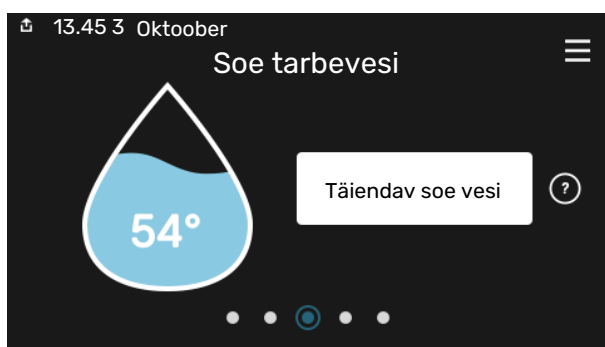 13.45 3 Oktoober
Soe tarbevesi
54°
Täiendav soe vesi
?